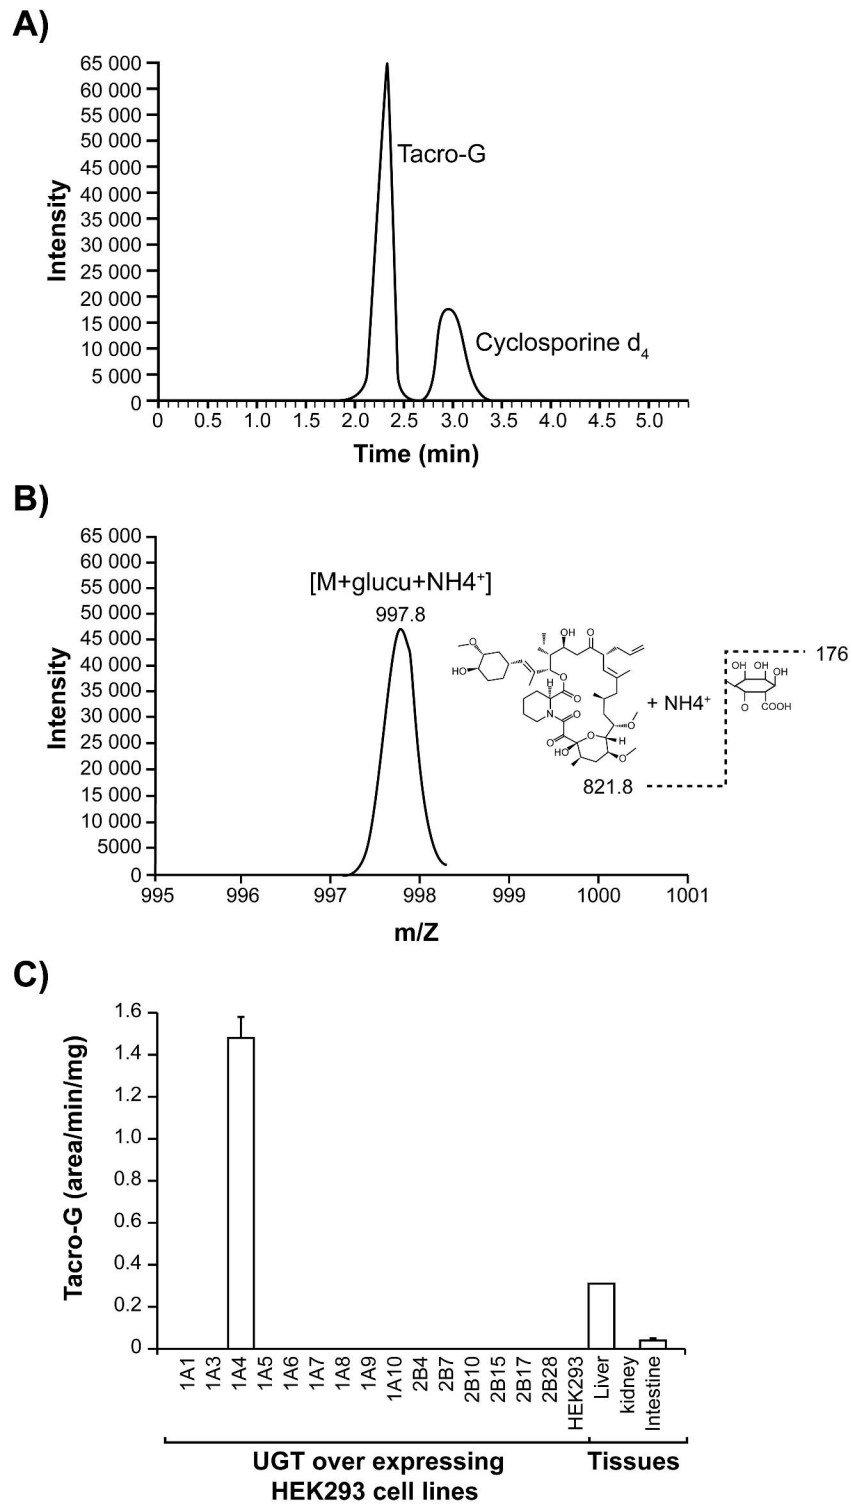 A)
65 000
60 000
55 000
50 000
45 000
40 000
35 000
30 000
25 000
20 000
15 000
10 000
5 000
0
Intensity
Tacro-G
Cyclosporine d4
0 0.5 1.0 1.5 2.0 2.5 3.0 3.5 4.0 4.5 5.0
Time (min)
B)
65 000
60 000
55 000
50 000
45 000
40 000
35 000
30 000
25 000
20 000
15 000
10 000
5000
0
Intensity
[M+glucu+NH4+]
997.8
O
HO
OH
O
O
H
O
N
O
O
HO
O
H
O
O
+ NH4+
821.8
176
OH
OH
OH
O
COOH
995 996 997 998 999 1000 1001
m/Z
C)
1.6
1.4
1.2
1.0
0.8
0.6
0.4
0.2
0
Tacro-G (area/min/mg)
1A1
1A3
1A4
1A5
1A6
1A7
1A8
1A9
1A10
2B4
2B7
2B10
2B15
2B17
2B28
HEK293
Liver
kidney
Intestine
UGT over expressing
HEK293 cell lines
Tissues